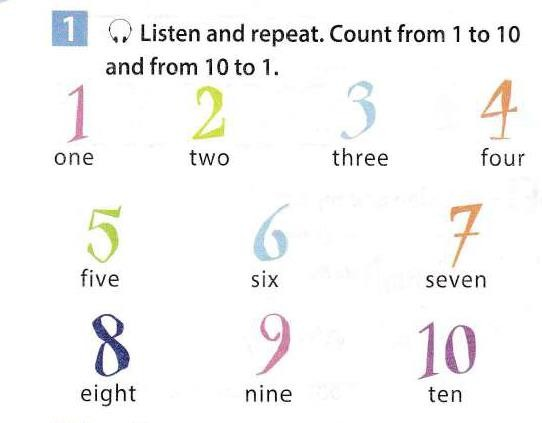 1 Listen and repeat. Count from 1 to 10
and from 10 to 1.
1 2 3 4
one two three four
5 6 7
five six seven
8 9 10
eight nine ten